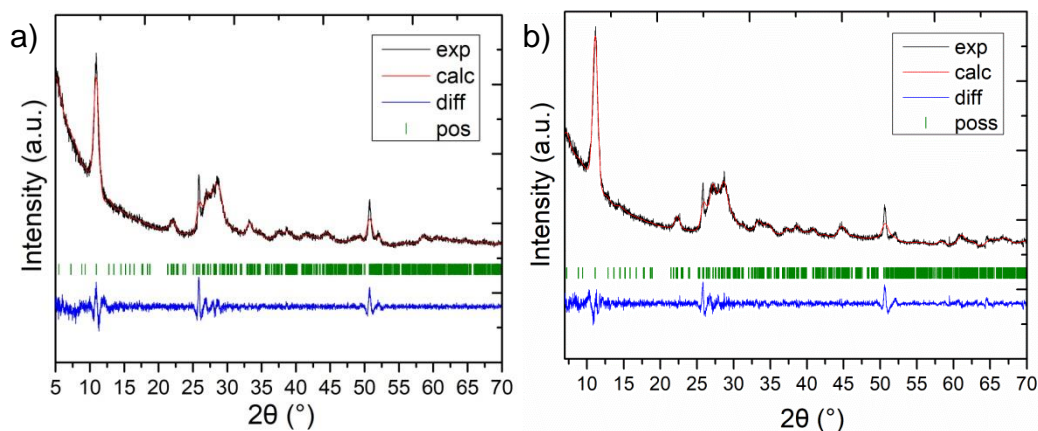 a)
exp
calc
diff
pos
Intensity (a.u.)
5 10 15 20 25 30 35 40 45 50 55 60 65 70
2θ (°)
b)
exp
calc
diff
poss
Intensity (a.u.)
10 15 20 25 30 35 40 45 50 55 60 65 70
2θ (°)